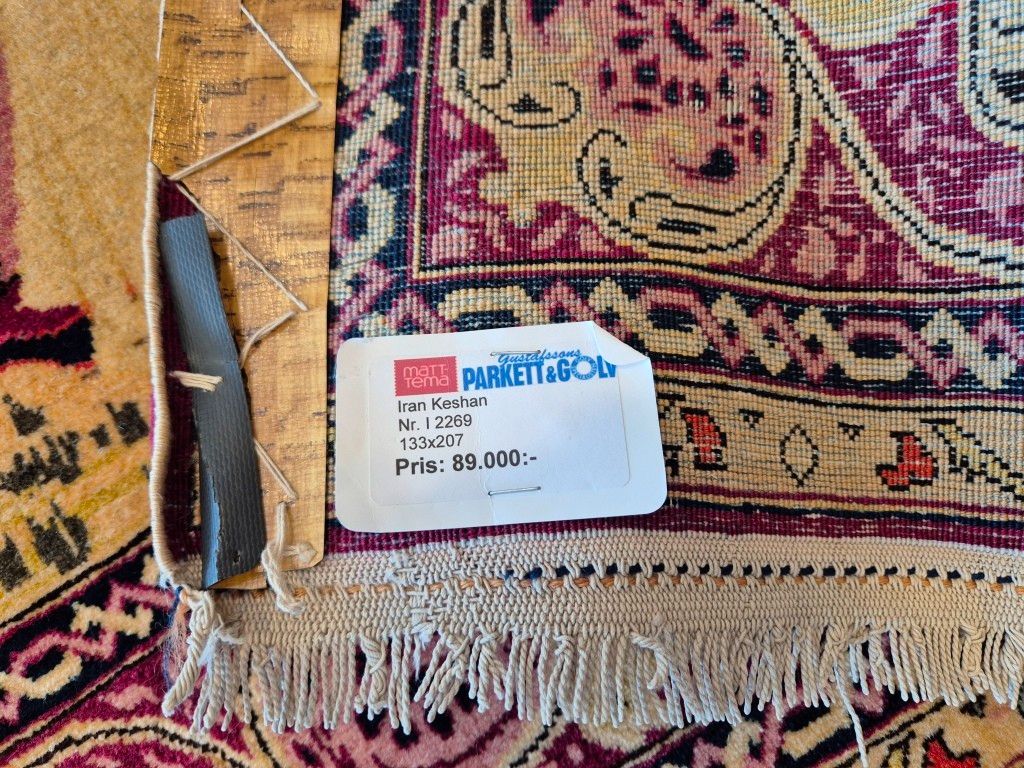 MATT-
TEMA
Gustafssons
PARKETT&GOLV
Iran Keshan
Nr. I 2269
133x207
Pris: 89.000:-